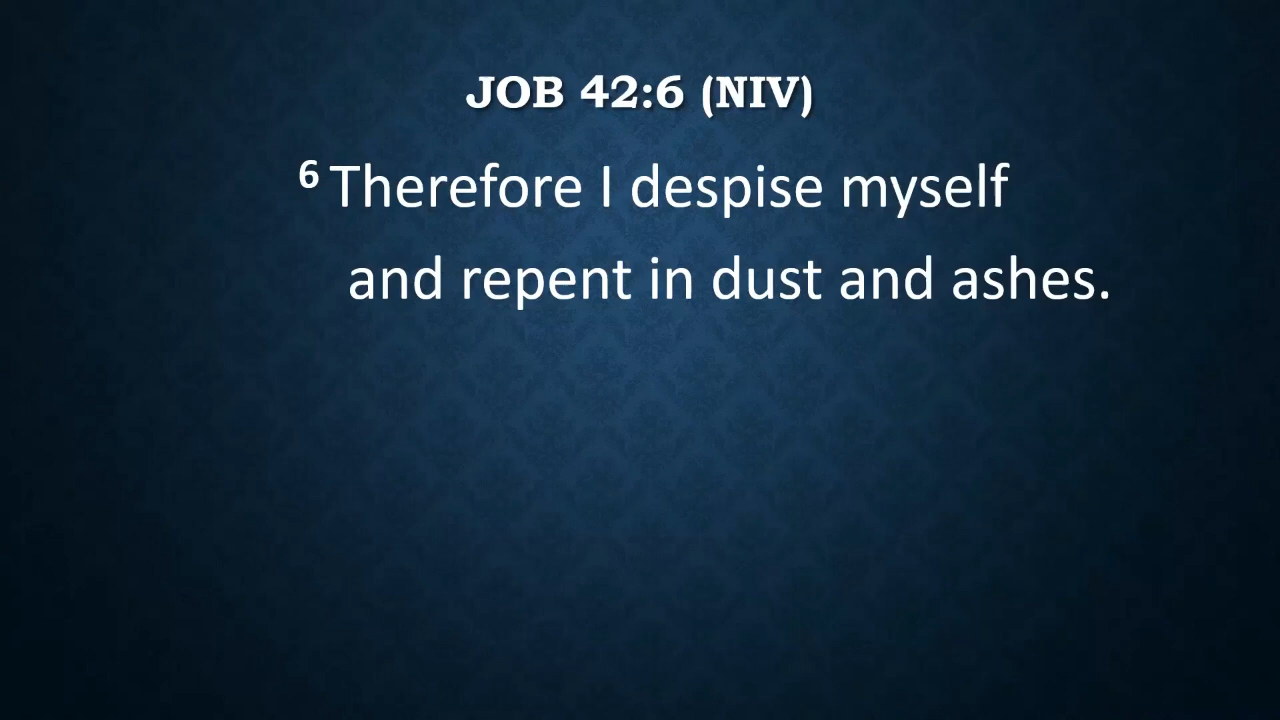 JOB 42:6 (NIV)
6 Therefore I despise myself
and repent in dust and ashes.